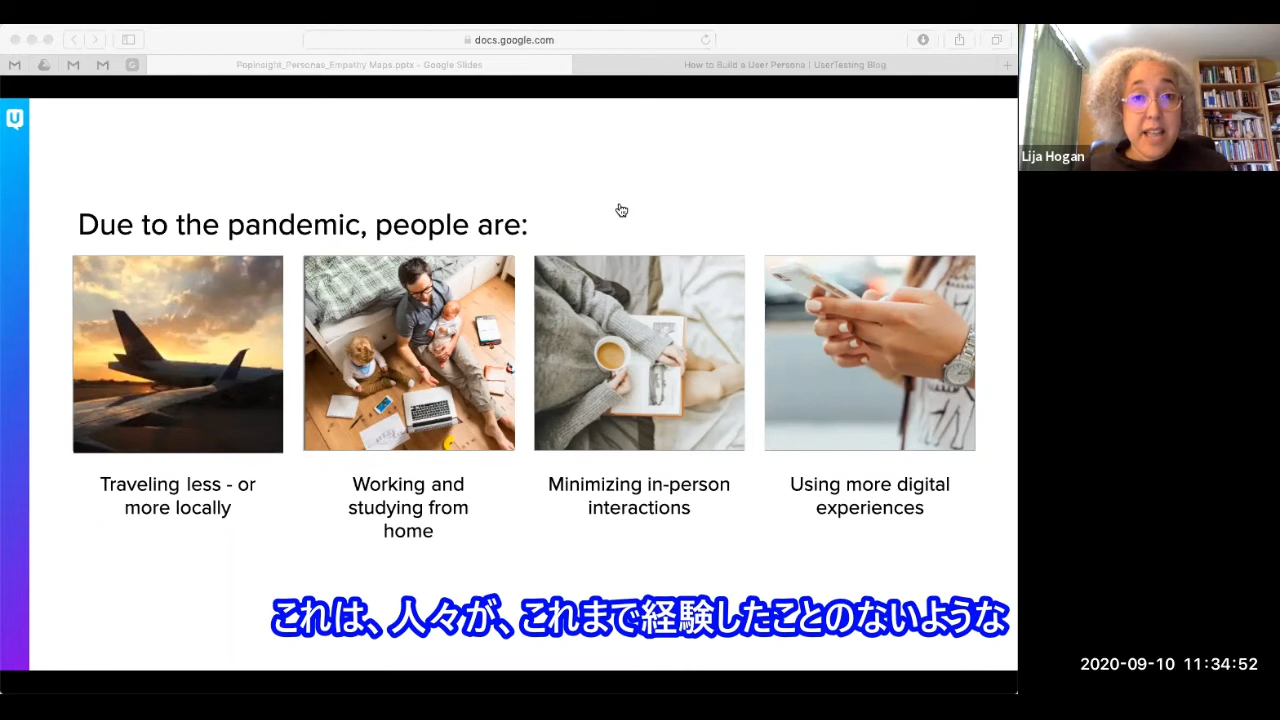 docs.google.com
PopInsight_Personas_Empathy Maps.pptx – Google Slides
How to Build a User Persona | UserTesting Blog
U
Lija Hogan
Due to the pandemic, people are:
Traveling less - or
more locally
Working and
studying from
home
Minimizing in-person
interactions
Using more digital
experiences
これは、人々が、これまで経験したことのないような
2020-09-10 11:34:52